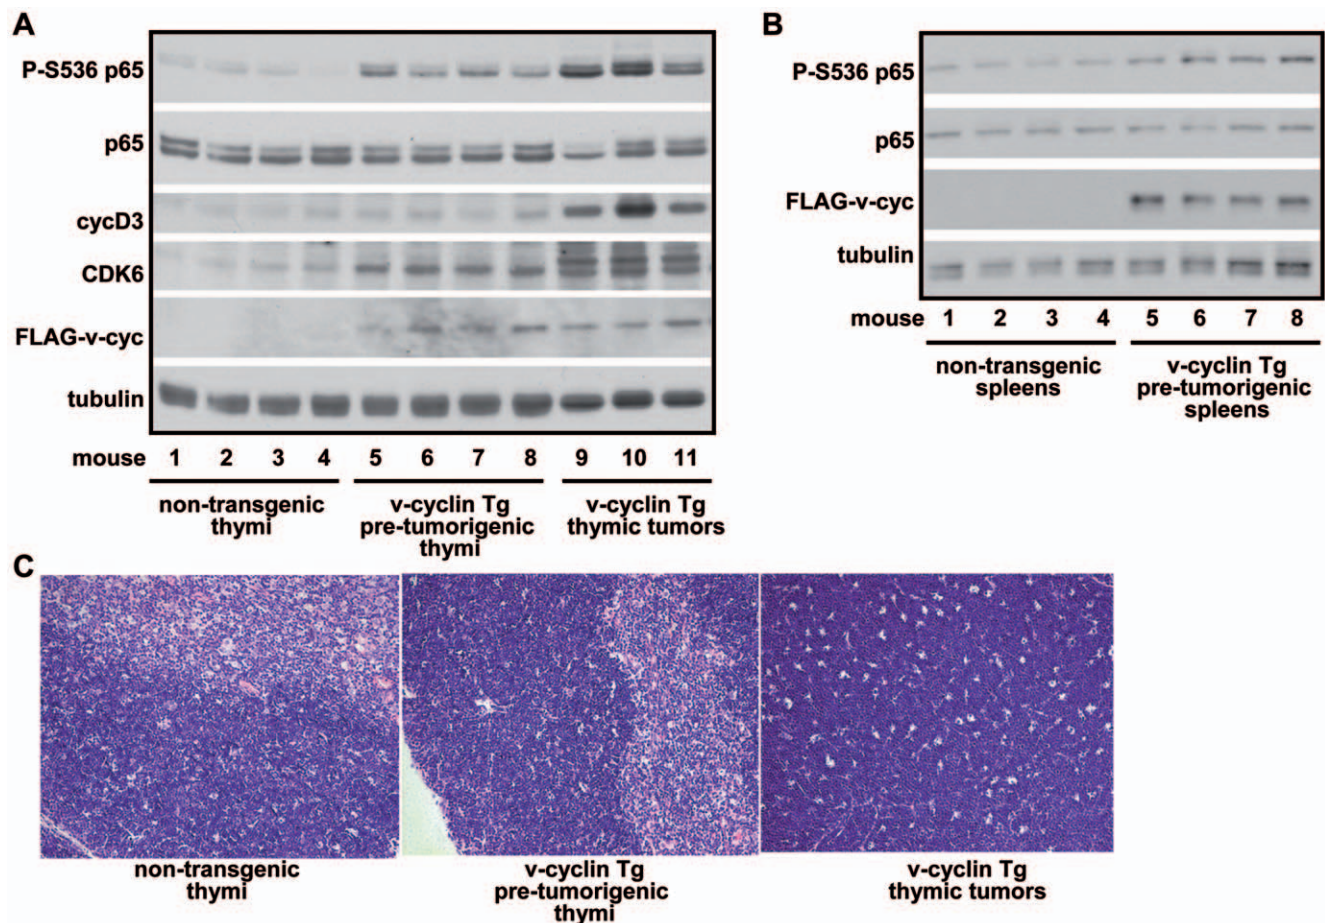 A
P-S536 p65
p65
cycD3
CDK6
FLAG-v-cyc
tubulin
mouse 1 2 3 4 5 6 7 8 9 10 11
non-transgenic
thymi
v-cyclin Tg
pre-tumorigenic
thymi
v-cyclin Tg
thymic tumors
B
P-S536 p65
p65
FLAG-v-cyc
tubulin
mouse 1 2 3 4 5 6 7 8
non-transgenic
spleens
v-cyclin Tg
pre-tumorigenic
spleens
C
non-transgenic
thymi
v-cyclin Tg
pre-tumorigenic
thymi
v-cyclin Tg
thymic tumors